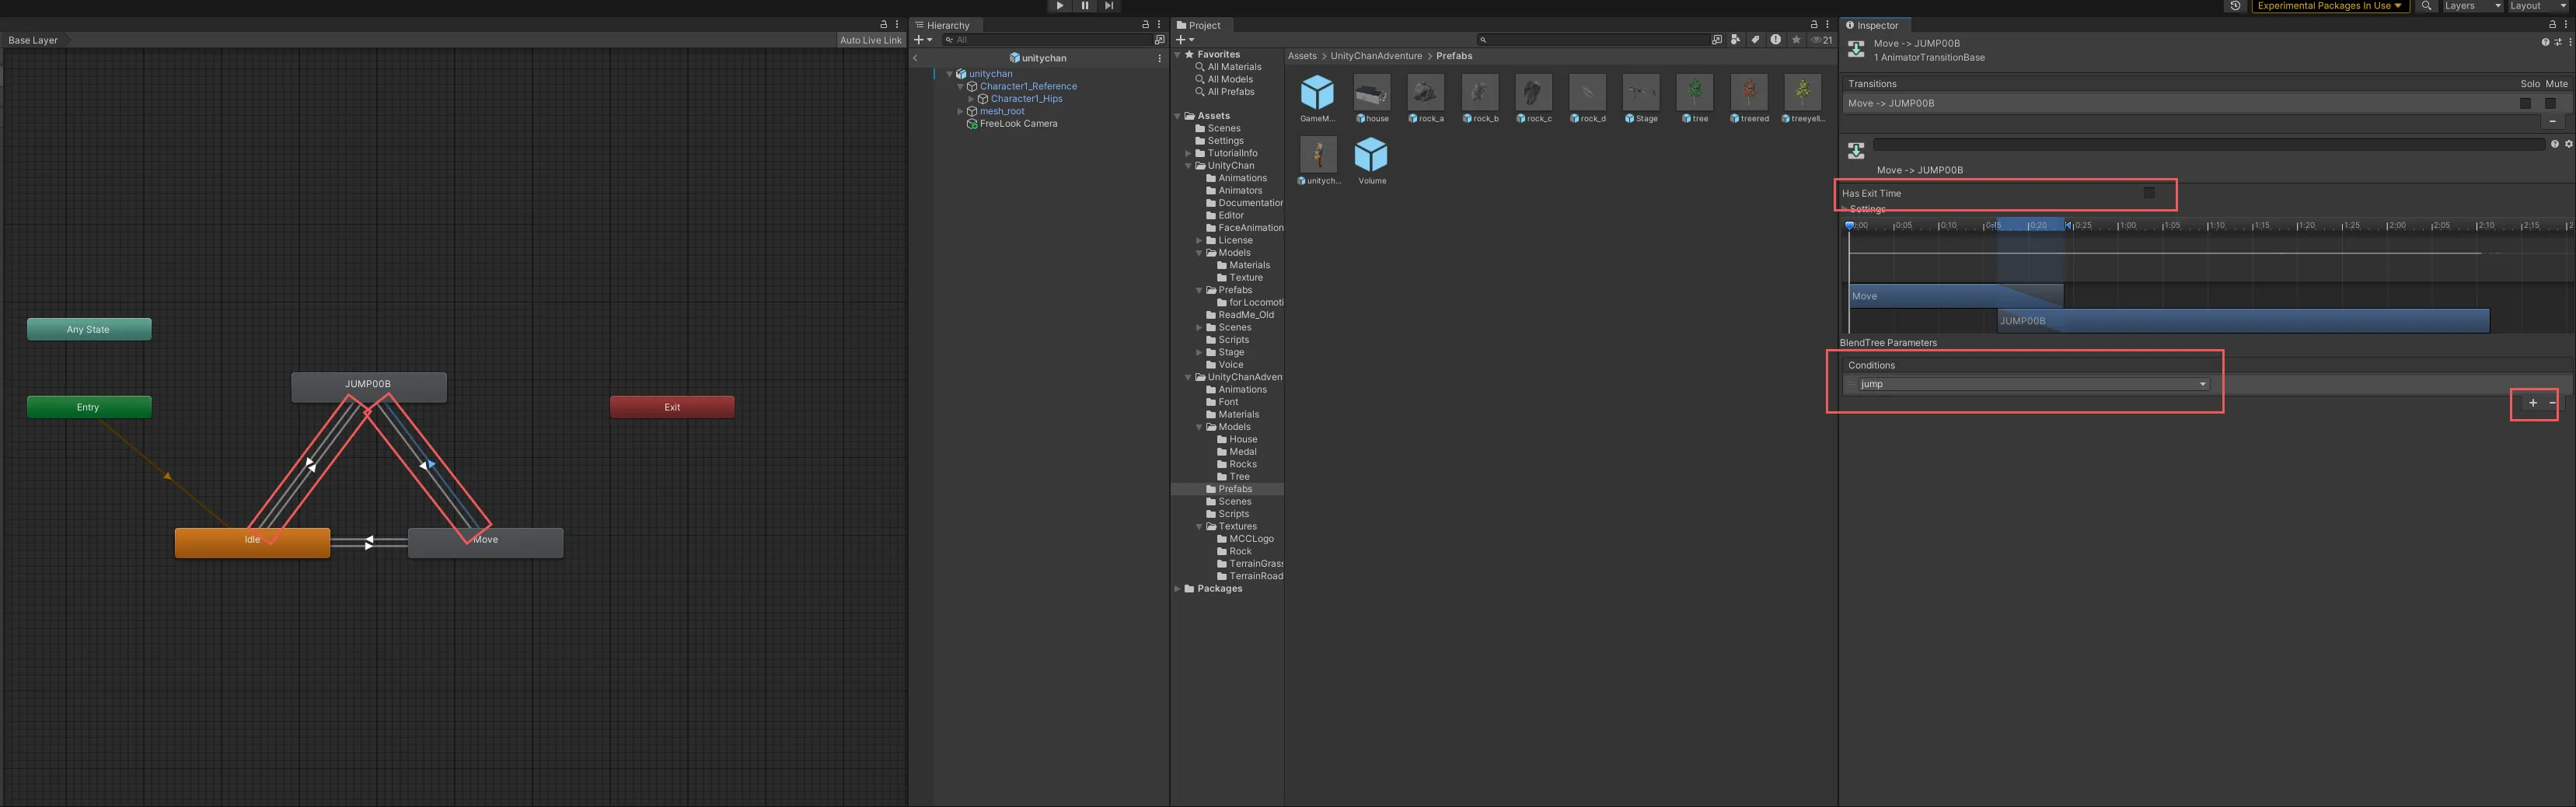 Experimental Packages In Use
Layers
Layout
Base Layer
Auto Live Link
Any State
Entry
JUMP00B
Exit
Idle
Move
Hierarchy
All
unitychan
unitychan
Character1_Reference
Character1_Hips
mesh_root
FreeLook Camera
Project
21
Favorites
All Materials
All Models
All Prefabs
Assets
Scenes
Settings
TutorialInfo
UnityChan
Animations
Animators
Documentation
Editor
FaceAnimation
License
Models
Materials
Texture
Prefabs
for Locomoti
ReadMe_Old
Scenes
Scripts
Stage
Voice
UnityChanAdven
Animations
Font
Materials
Models
House
Medal
Rocks
Tree
Prefabs
Scenes
Scripts
Textures
MCCLogo
Rock
TerrainGrass
TerrainRoad
Packages
Assets > UnityChanAdventure > Prefabs
GameM...
house
rock_a
rock_b
rock_c
rock_d
Stage
tree
treered
treeyell...
unitych...
Volume
Inspector
Move -> JUMP00B
1 AnimatorTransitionBase
Transitions
Solo Mute
Move -> JUMP00B
Move -> JUMP00B
Has Exit Time
Settings
0:05 0:10 0:20 0:25 1:00 1:05 1:10 1:15 1:20 1:25 2:00 2:05 2:10 2:15
Move
JUMP00B
BlendTree Parameters
Conditions
jump